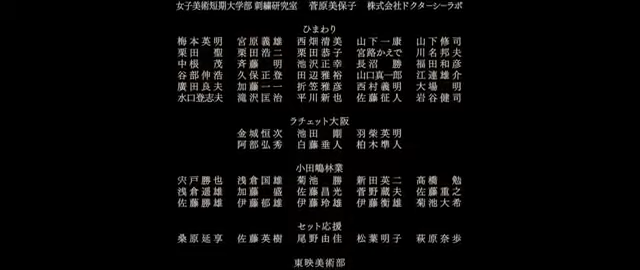 女子美術短期大学部 刺繍研究室　菅原美保子　株式会社ドクターシーラボ
ひまわり
梅本英明　宮原義雄　西畑清美　山下一康　山下修司
栗田　聖　栗田浩二　栗田恭子　宮路かえで　川名邦夫
中根　茂　斉藤　明　池沢正幸　長沼　勝　福田和彦
谷部伸浩　久保正登　田辺雅裕　山口真一郎　江連雄介
廣田良夫　加藤一一　折笠雅彦　西村義明　大場　明
水口登志夫　滝沢匡治　平川新也　佐藤征人　岩谷健司
ラチェット大阪
金城恒次　池田　剛　羽柴英明
阿部弘秀　白藤垂人　柏木準人
小田嶋林業
宍戸勝也　浅倉国雄　菊池　勝　新田英二　高橋　勉
浅倉遥雄　加藤　盛　佐藤昌光　菅野蔵夫　佐藤重之
佐藤勝雄　伊藤郁雄　伊藤玲雄　伊藤衡雄　菊池大希
セット応援
桑原延享　佐藤英樹　尾野由佳　松葉明子　萩原奈歩
東映美術部